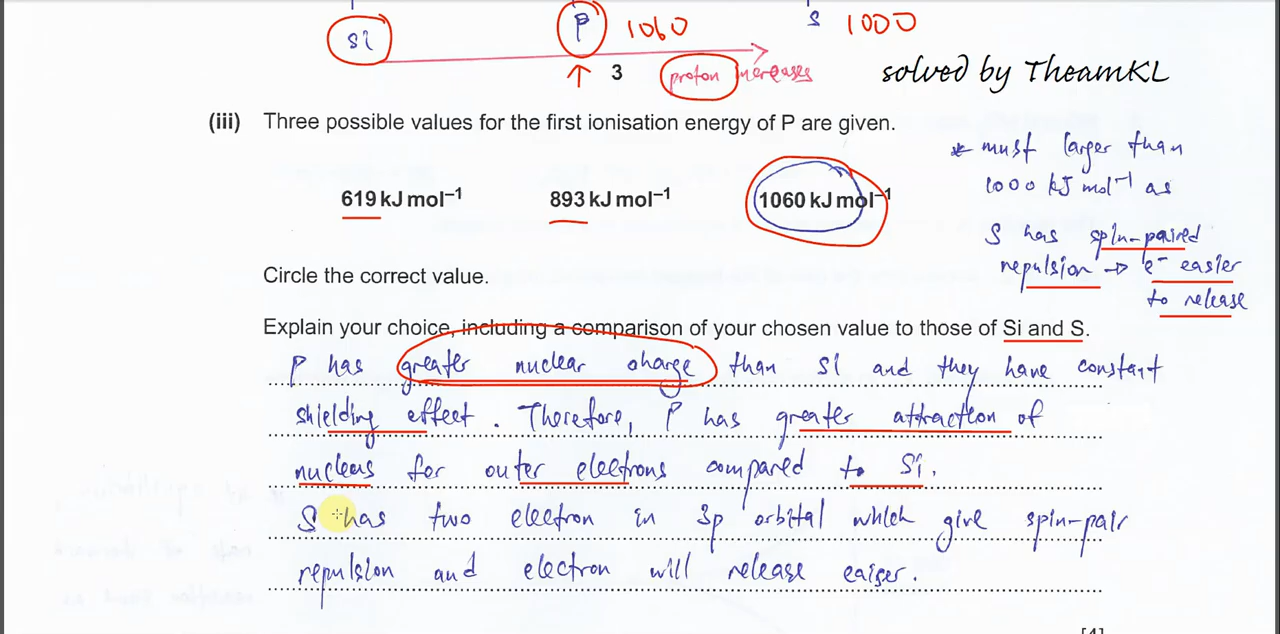 Si P 1060 S 1000
3 proton increases solved by TheamKL
(iii) Three possible values for the first ionisation energy of P are given.
* must larger than
1000 kJ mol⁻¹ as
619 kJ mol⁻¹ 893 kJ mol⁻¹ 1060 kJ mol⁻¹
S has spin-paired
repulsion → e⁻ easier
to release
Circle the correct value.
Explain your choice, including a comparison of your chosen value to those of Si and S.
P has greater nuclear charge than Si and they have constant
shielding effect. Therefore, P has greater attraction of
nucleus for outer electrons compared to Si.
S has two electron in 3p orbital which give spin-pair
repulsion and electron will release eaiser.
[4]